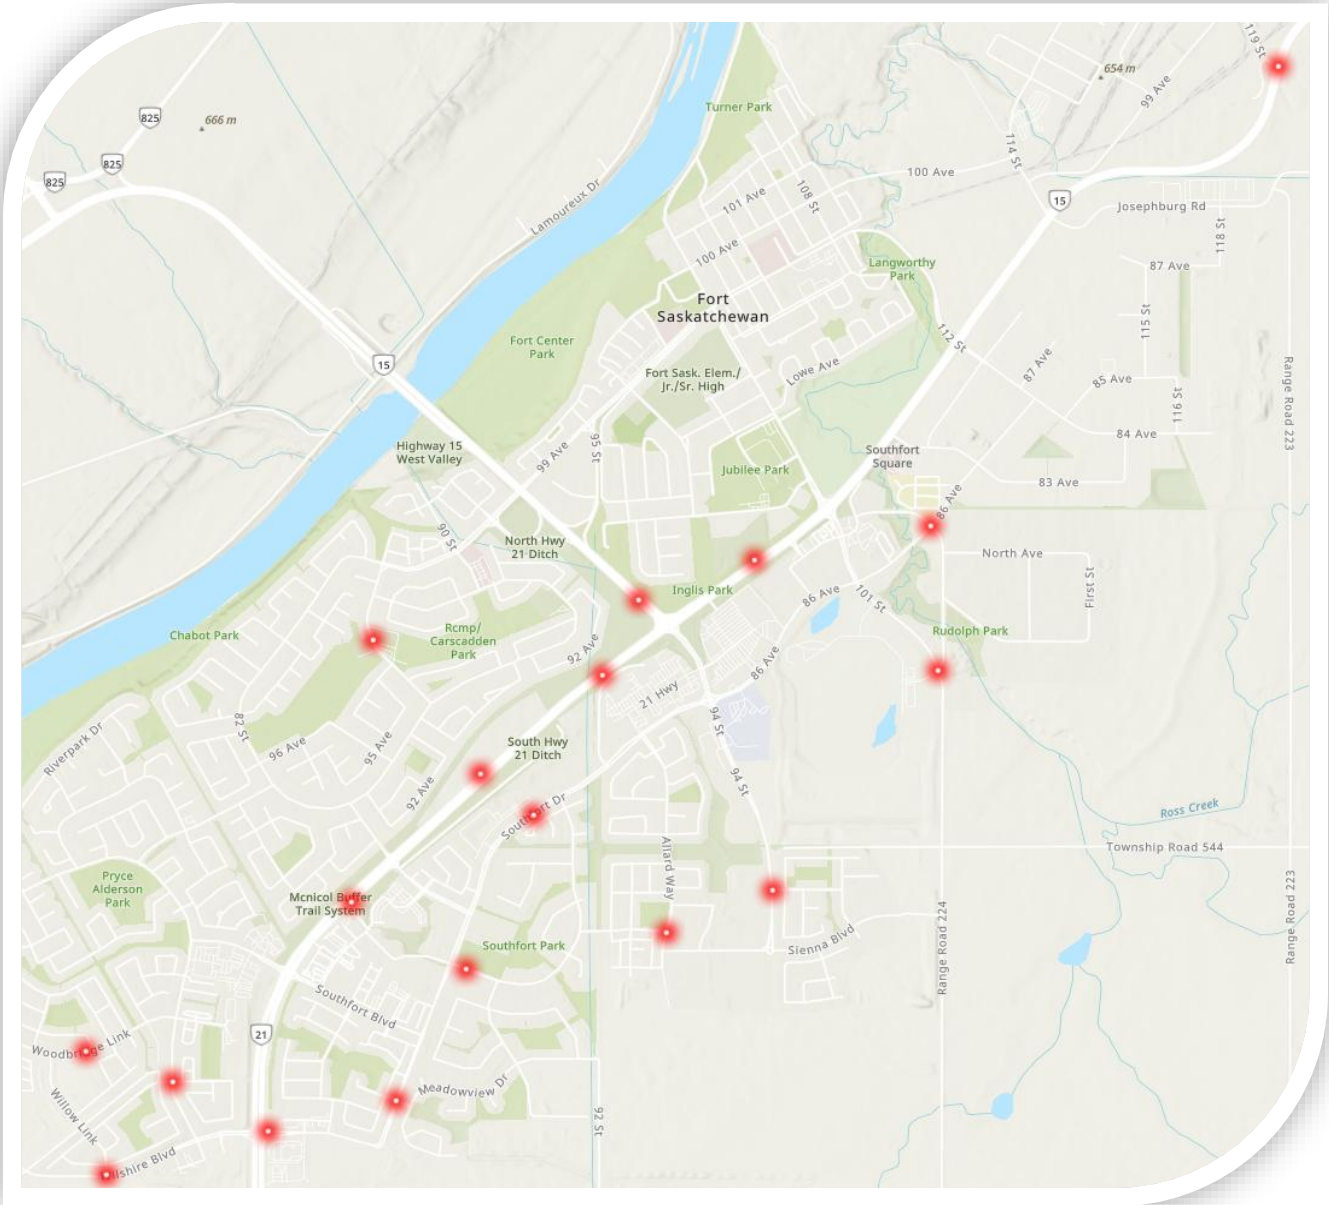 119 St
654 m
99 Ave
825
666 m
Turner Park
825
825
114 St
100 Ave
108 St
101 Ave
Lamoureux Dr
15
Josephburg Rd
118 St
100 Ave
Langworthy
Park
87 Ave
Fort
Saskatchewan
115 St
112 St
Fort Center
Park
15
Fort Sask. Elem./
Jr./Sr. High
Lowe Ave
87 Ave
85 Ave
116 St
Range Road 223
Highway 15
West Valley
99 Ave
95 St
Jubilee Park
Southfort
Square
84 Ave
83 Ave
86 Ave
90 St
North Hwy
21 Ditch
North Ave
First St
Inglis Park
86 Ave
101 St
Chabot Park
Rcmp/
Carscadden
Park
92 Ave
86 Ave
Rudolph Park
21 Hwy
94 St
Riverpark Dr
82 St
96 Ave
95 Ave
South Hwy
21 Ditch
94 St
92 Ave
Southfort Dr
Ross Creek
Township Road 544
Allard Way
Pryce
Alderson
Park
Mcnicol Buffer
Trail System
Southfort Park
Sienna Blvd
Range Road 224
Range Road 223
Southfort Blvd
21
Woodbridge Link
Meadowview Dr
Willow Link
92 St